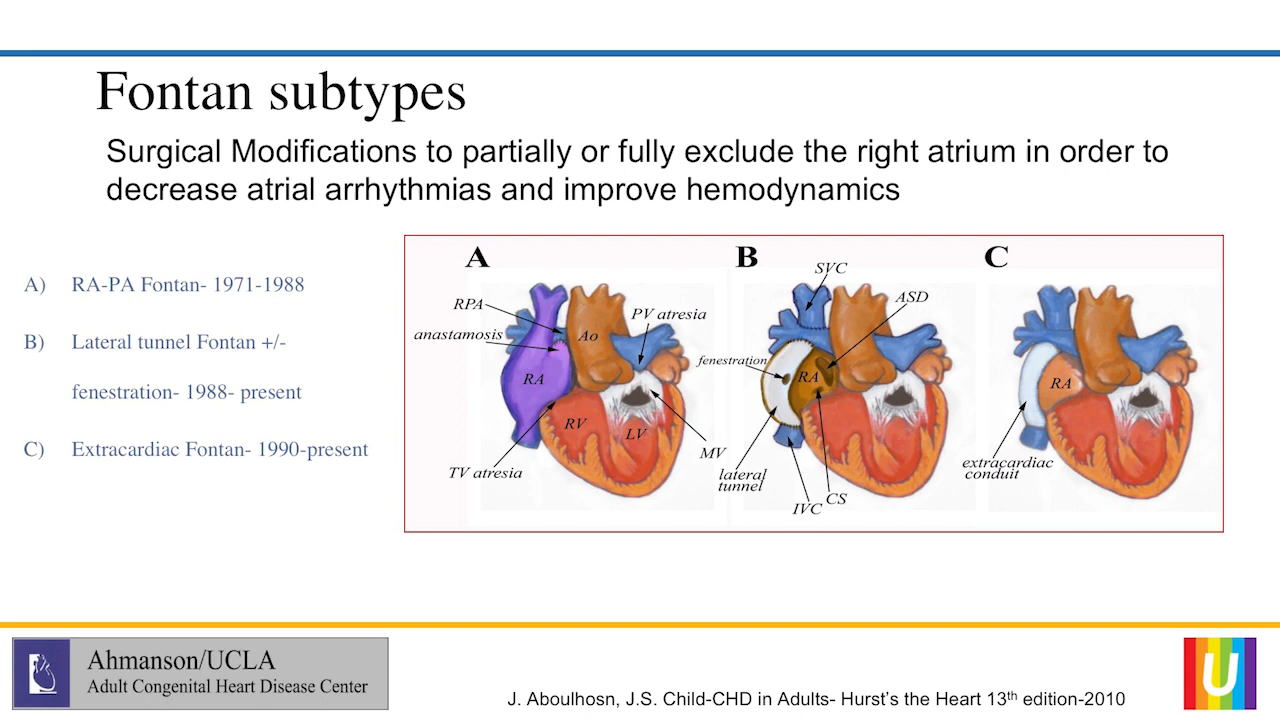 Fontan subtypes
Surgical Modifications to partially or fully exclude the right atrium in order to
decrease atrial arrhythmias and improve hemodynamics
A) RA-PA Fontan- 1971-1988
B) Lateral tunnel Fontan +/-
fenestration- 1988- present
C) Extracardiac Fontan- 1990-present
A
RPA
anastamosis
Ao
PV atresia
RA
RV
LV
MV
TV atresia
B
SVC
ASD
fenestration
RA
lateral
tunnel
IVC
CS
C
RA
extracardiac
conduit
Ahmanson/UCLA
Adult Congenital Heart Disease Center
J. Aboulhosn, J.S. Child-CHD in Adults- Hurst’s the Heart 13th edition-2010
U